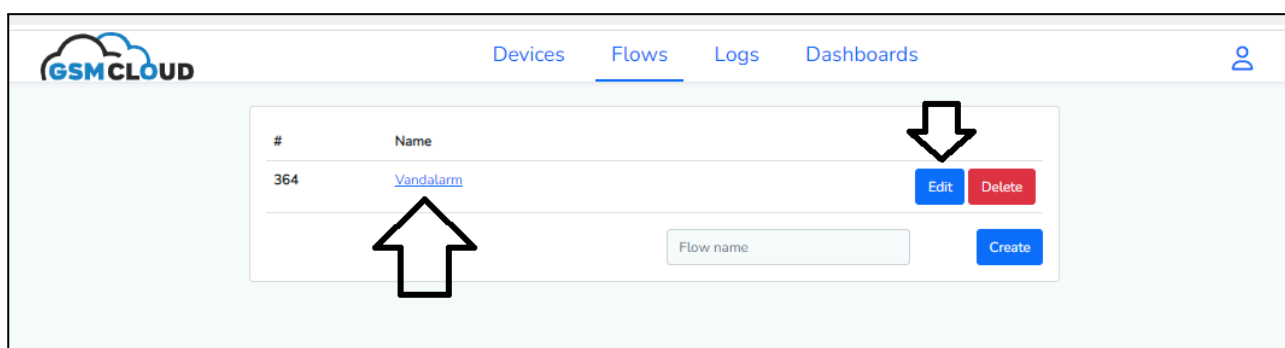 GSMCLOUD Devices Flows Logs Dashboards
# Name
364 Vandalarm Edit Delete
Flow name Create